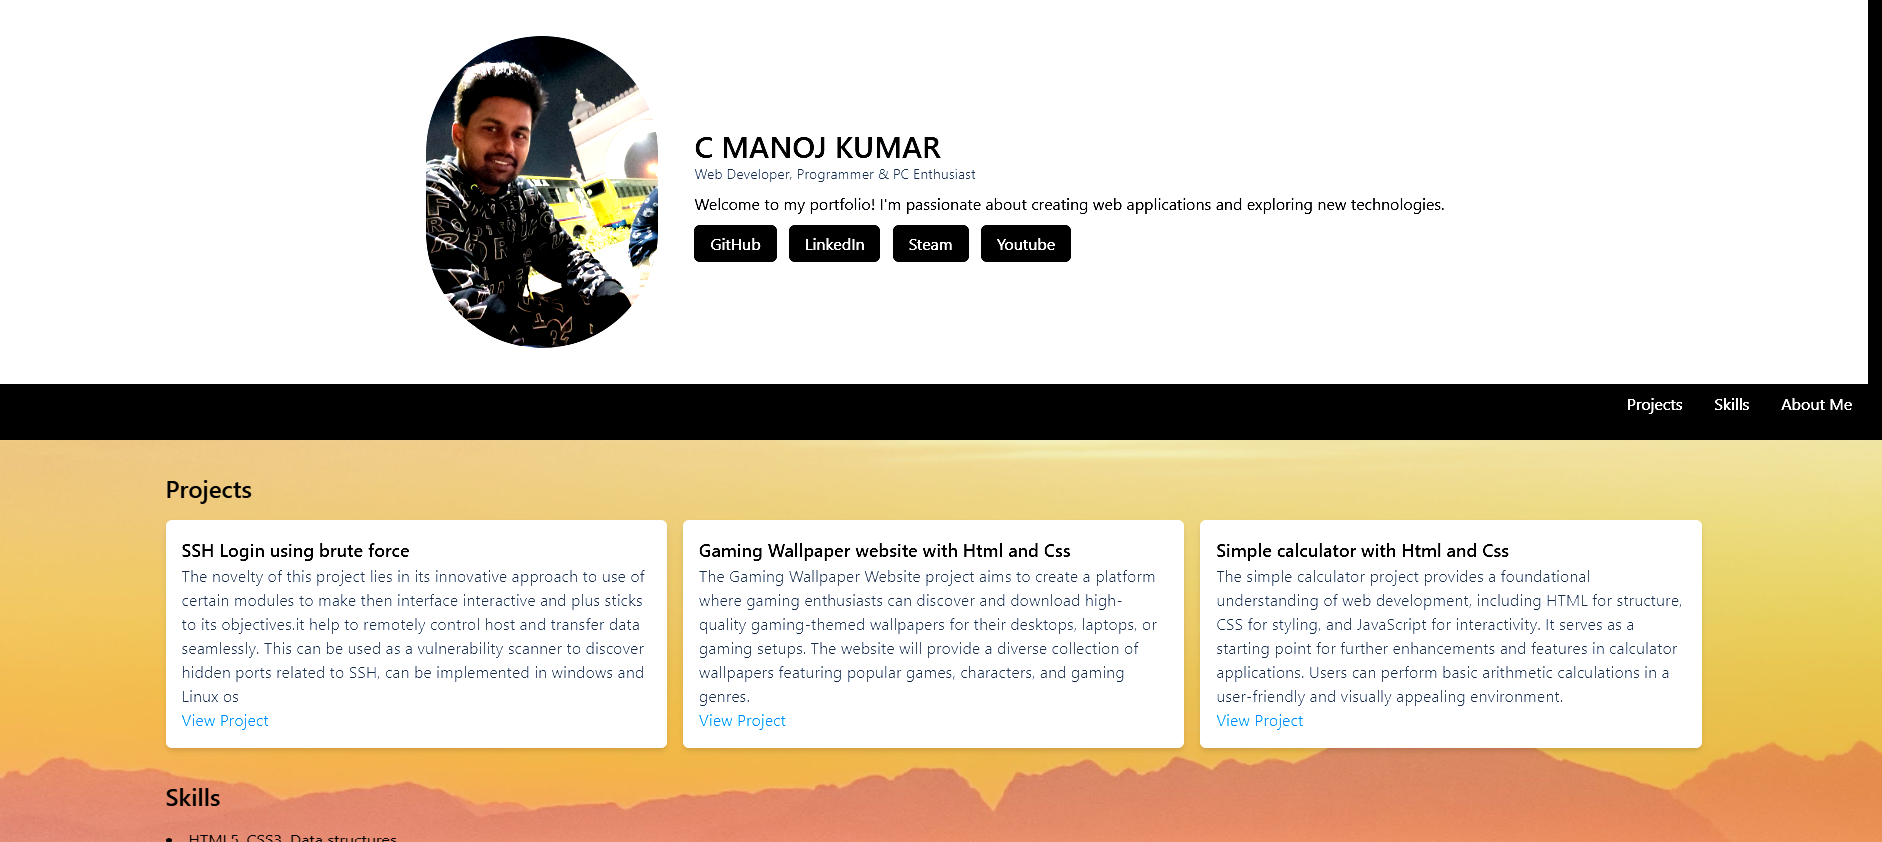 C MANOJ KUMAR
Web Developer, Programmer & PC Enthusiast
Welcome to my portfolio! I'm passionate about creating web applications and exploring new technologies.
GitHub LinkedIn Steam Youtube
Projects Skills About Me
Projects
SSH Login using brute force
The novelty of this project lies in its innovative approach to use of
certain modules to make then interface interactive and plus sticks
to its objectives.it help to remotely control host and transfer data
seamlessly. This can be used as a vulnerability scanner to discover
hidden ports related to SSH, can be implemented in windows and
Linux os
View Project
Gaming Wallpaper website with Html and Css
The Gaming Wallpaper Website project aims to create a platform
where gaming enthusiasts can discover and download high-
quality gaming-themed wallpapers for their desktops, laptops, or
gaming setups. The website will provide a diverse collection of
wallpapers featuring popular games, characters, and gaming
genres.
View Project
Simple calculator with Html and Css
The simple calculator project provides a foundational
understanding of web development, including HTML for structure,
CSS for styling, and JavaScript for interactivity. It serves as a
starting point for further enhancements and features in calculator
applications. Users can perform basic arithmetic calculations in a
user-friendly and visually appealing environment.
View Project
Skills
• HTML5, CSS3, Data structures